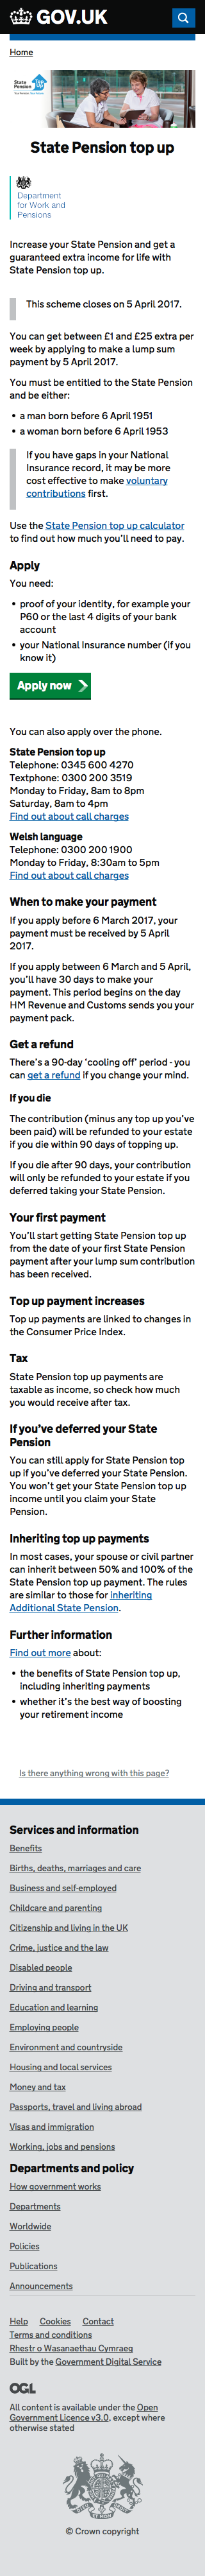 GOV.UK
Home
State Pension top up
State Pension top up
Department
for Work and
Pensions
Increase your State Pension and get a
guaranteed extra income for life with
State Pension top up.
This scheme closes on 5 April 2017.
You can get between £1 and £25 extra per
week by applying to make a lump sum
payment by 5 April 2017.
You must be entitled to the State Pension
and be either:
• a man born before 6 April 1951
• a woman born before 6 April 1953
If you have gaps in your National
Insurance record, it may be more
cost effective to make voluntary
contributions first.
Use the State Pension top up calculator
to find out how much you'll need to pay.
Apply
You need:
• proof of your identity, for example your
P60 or the last 4 digits of your bank
account
• your National Insurance number (if you
know it)
Apply now
You can also apply over the phone.
State Pension top up
Telephone: 0345 600 4270
Textphone: 0300 200 3519
Monday to Friday, 8am to 8pm
Saturday, 8am to 4pm
Find out about call charges
Welsh language
Telephone: 0300 200 1900
Monday to Friday, 8:30am to 5pm
Find out about call charges
When to make your payment
If you apply before 6 March 2017, your
payment must be received by 5 April
2017.
If you apply between 6 March and 5 April,
you'll have 30 days to make your
payment. This period begins on the day
HM Revenue and Customs sends you your
payment pack.
Get a refund
There's a 90-day 'cooling off' period - you
can get a refund if you change your mind.
If you die
The contribution (minus any top up you've
been paid) will be refunded to your estate
if you die within 90 days of topping up.
If you die after 90 days, your contribution
will only be refunded to your estate if you
deferred taking your State Pension.
Your first payment
You'll start getting State Pension top up
from the date of your first State Pension
payment after your lump sum contribution
has been received.
Top up payment increases
Top up payments are linked to changes in
the Consumer Price Index.
Tax
State Pension top up payments are
taxable as income, so check how much
you would receive after tax.
If you've deferred your State
Pension
You can still apply for State Pension top
up if you've deferred your State Pension.
You won't get your State Pension top up
income until you claim your State
Pension.
Inheriting top up payments
In most cases, your spouse or civil partner
can inherit between 50% and 100% of the
State Pension top up payment. The rules
are similar to those for inheriting
Additional State Pension.
Further information
Find out more about:
• the benefits of State Pension top up,
including inheriting payments
• whether it's the best way of boosting
your retirement income
Is there anything wrong with this page?
Services and information
Benefits
Births, deaths, marriages and care
Business and self-employed
Childcare and parenting
Citizenship and living in the UK
Crime, justice and the law
Disabled people
Driving and transport
Education and learning
Employing people
Environment and countryside
Housing and local services
Money and tax
Passports, travel and living abroad
Visas and immigration
Working, jobs and pensions
Departments and policy
How government works
Departments
Worldwide
Policies
Publications
Announcements
Help Cookies Contact
Terms and conditions
Rhestr o Wasanaethau Cymraeg
Built by the Government Digital Service
OGL
All content is available under the Open
Government Licence v3.0, except where
otherwise stated
© Crown copyright